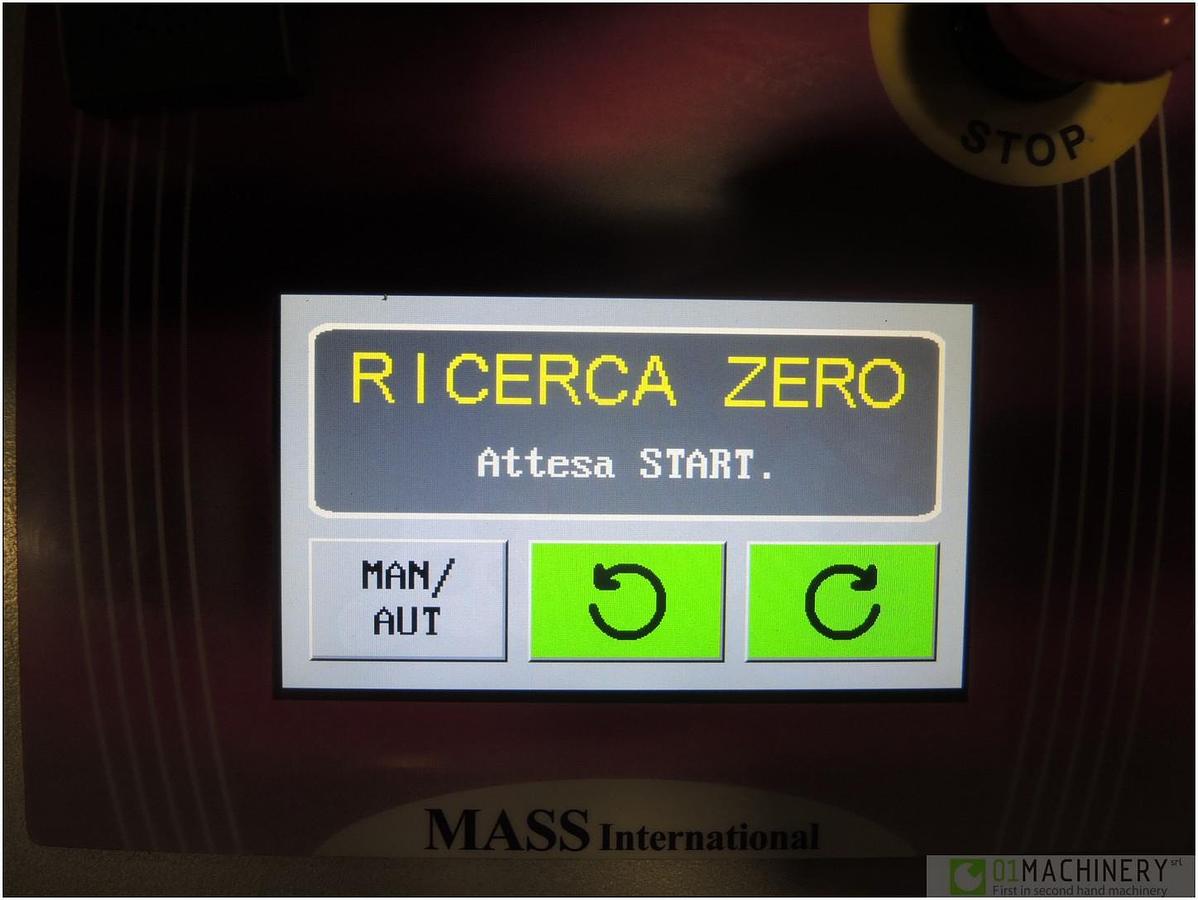 STOP
RICERCA ZERO
Attesa START.
MAN/
AUT
MASS International
01MACHINERY srl
First in second hand machinery